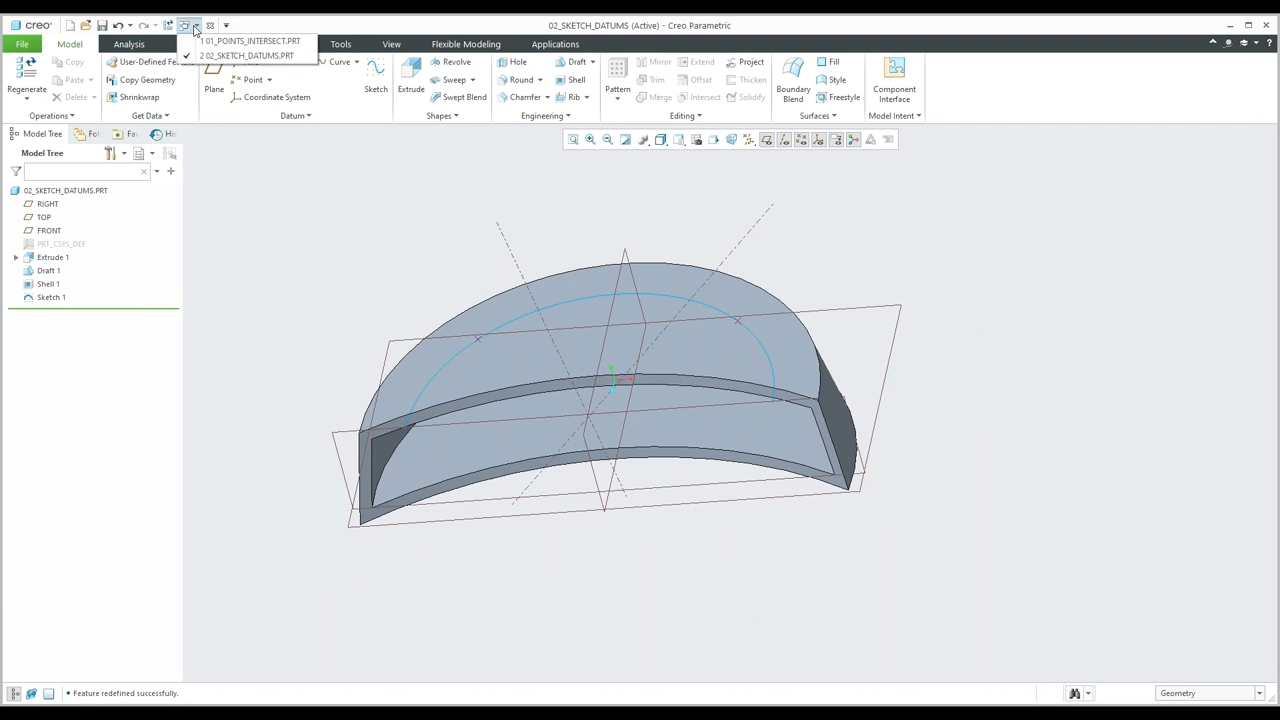 creo®
02_SKETCH_DATUMS (Active) - Creo Parametric
1 01_POINTS_INTERSECT.PRT
2 02_SKETCH_DATUMS.PRT
File
Model
Analysis
Tools
View
Flexible Modeling
Applications
Regenerate
Copy
Paste
Delete
Operations
User-Defined
Copy Geometry
Shrinkwrap
Get Data
Plane
Point
Coordinate System
Curve
Sketch
Datum
Extrude
Revolve
Sweep
Swept Blend
Shapes
Hole
Round
Chamfer
Draft
Shell
Rib
Engineering
Pattern
Mirror
Trim
Merge
Extend
Offset
Intersect
Project
Thicken
Solidify
Editing
Boundary
Blend
Fill
Style
Freestyle
Surfaces
Component
Interface
Model Intent
Model Tree
Fol
Fa
His
Model Tree
02_SKETCH_DATUMS.PRT
RIGHT
TOP
FRONT
PRT_CSYS_DEF
Extrude 1
Draft 1
Shell 1
Sketch 1
• Feature redefined successfully.
Geometry